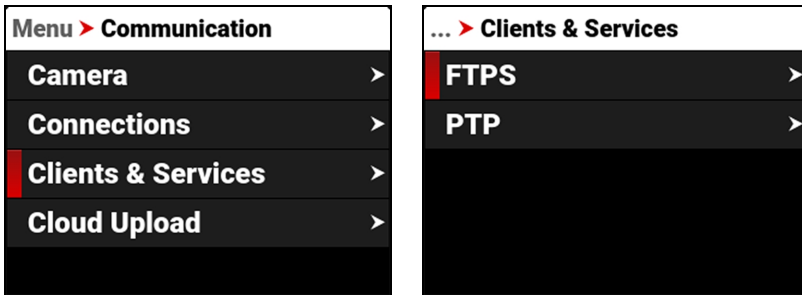 Menu > Communication
Camera
Connections
Clients & Services
Cloud Upload
... > Clients & Services
FTPS
PTP